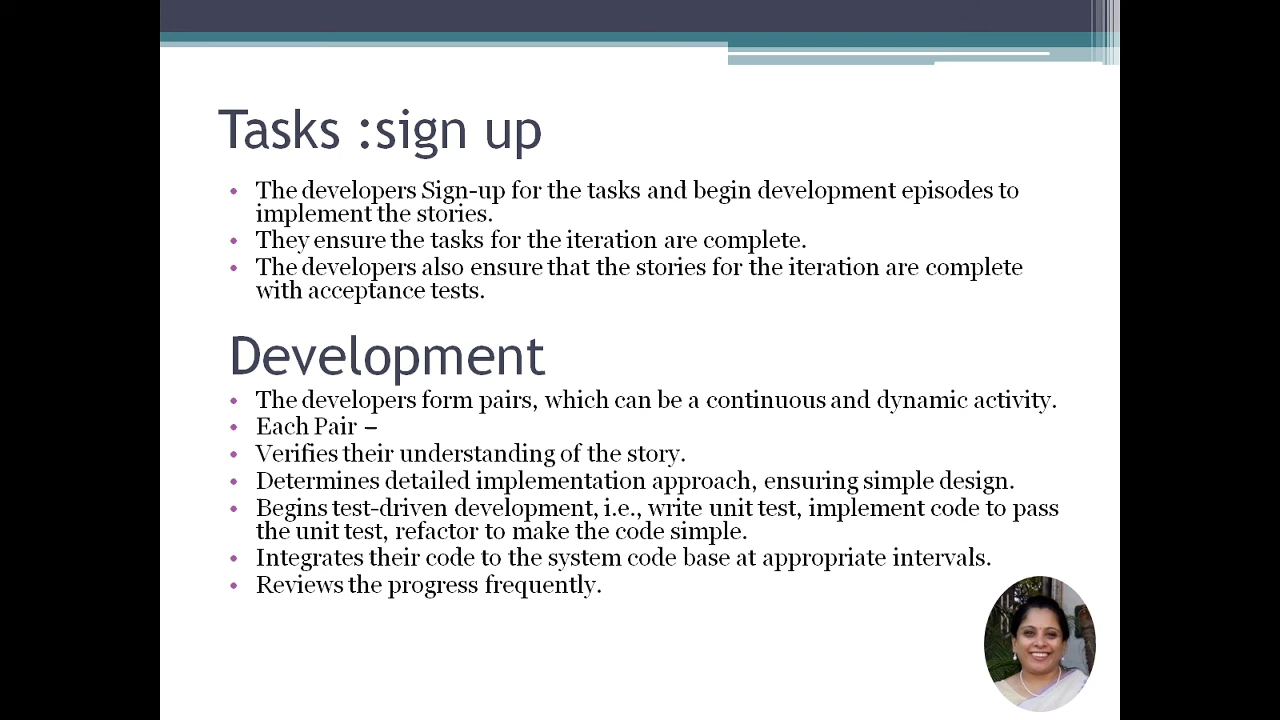 Tasks :sign up
• The developers Sign-up for the tasks and begin development episodes to
implement the stories.
• They ensure the tasks for the iteration are complete.
• The developers also ensure that the stories for the iteration are complete
with acceptance tests.
Development
• The developers form pairs, which can be a continuous and dynamic activity.
• Each Pair –
• Verifies their understanding of the story.
• Determines detailed implementation approach, ensuring simple design.
• Begins test-driven development, i.e., write unit test, implement code to pass
the unit test, refactor to make the code simple.
• Integrates their code to the system code base at appropriate intervals.
• Reviews the progress frequently.